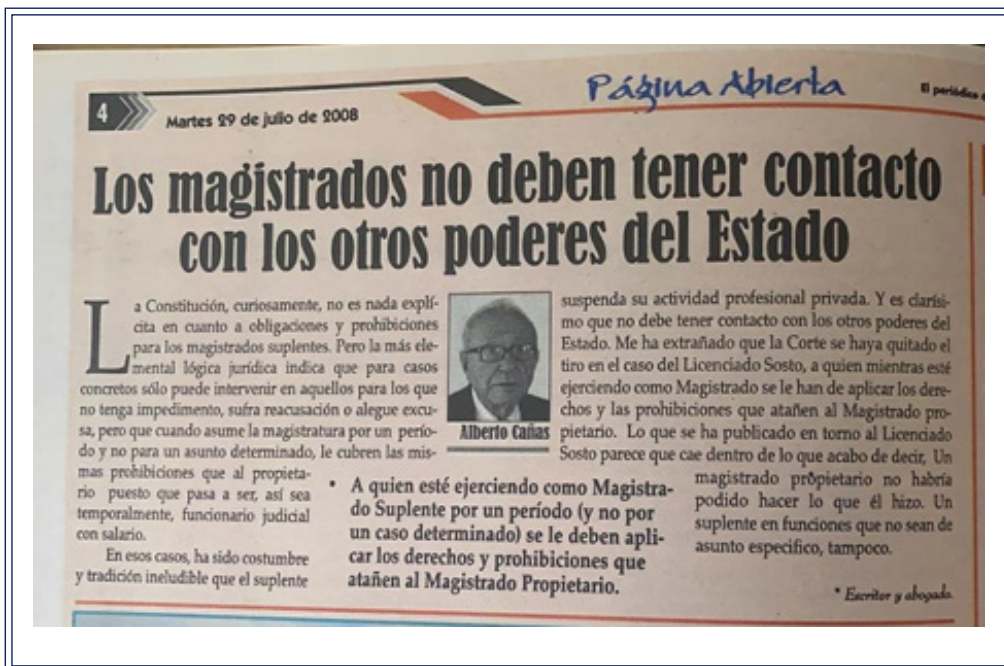 4
Martes 29 de julio de 2008
Página Abierta
El periódico
Los magistrados no deben tener contacto
con los otros poderes del Estado
La Constitución, curiosamente, no es nada explí-
cita en cuanto a obligaciones y prohibiciones
para los magistrados suplentes. Pero la más ele-
mental lógica jurídica indica que para casos
concretos sólo puede intervenir en aquellos para los que
no tenga impedimento, sufra reacusación o alegue excu-
sa, pero que cuando asume la magistratura por un perío-
do y no para un asunto determinado, le cubren las mis-
mas prohibiciones que al propieta-
rio puesto que pasa a ser, así sea
temporalmente, funcionario judicial
con salario.
En esos casos, ha sido costumbre
y tradición ineludible que el suplente
Alberto Cañas
• A quien esté ejerciendo como Magistra-
do Suplente por un período (y no por
un caso determinado) se le deben apli-
car los derechos y prohibiciones que
atañen al Magistrado Propietario.
suspenda su actividad profesional privada. Y es clarísi-
mo que no debe tener contacto con los otros poderes del
Estado. Me ha extrañado que la Corte se haya quitado el
tiro en el caso del Licenciado Sosto, a quien mientras esté
ejerciendo como Magistrado se le han de aplicar los dere-
chos y las prohibiciones que atañen al Magistrado pro-
pietario. Lo que se ha publicado en torno al Licenciado
Sosto parece que cae dentro de lo que acabo de decir. Un
magistrado propietario no habría
podido hacer lo que él hizo. Un
suplente en funciones que no sean de
asunto especifico, tampoco.
* Escritor y abogado.